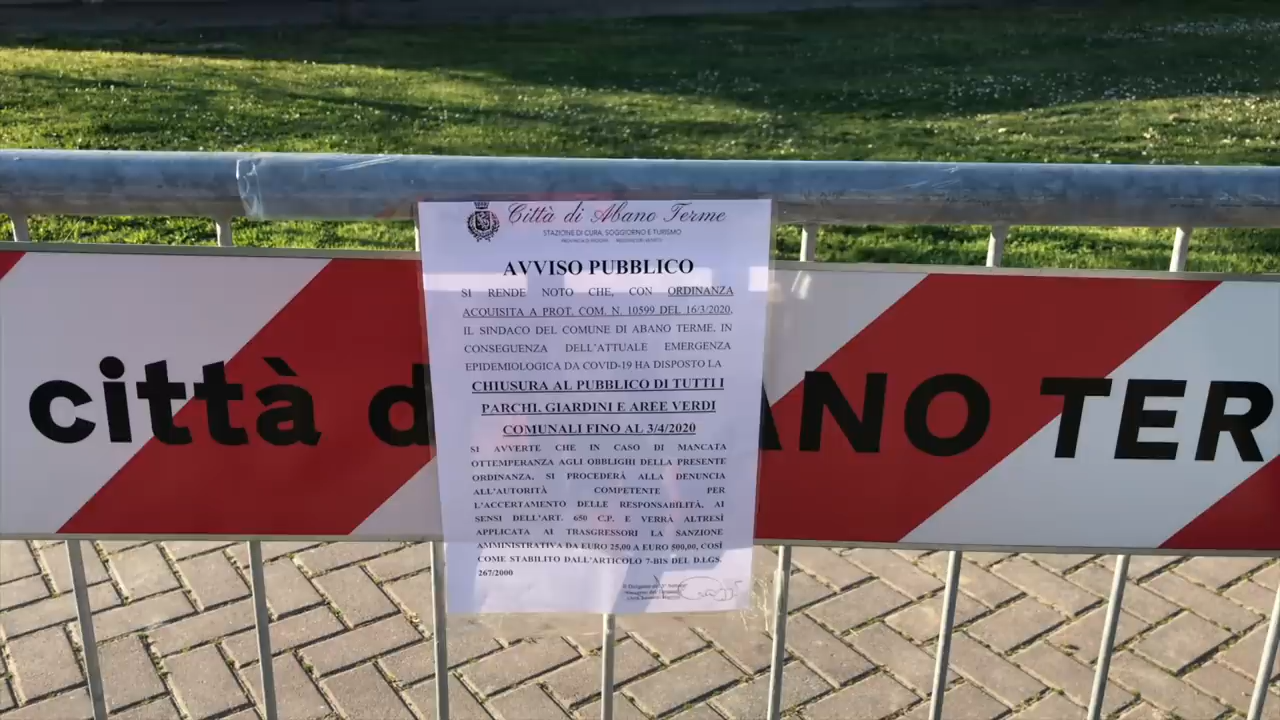 Città di Abano Terme
STAZIONE DI CURA, SOGGIORNO E TURISMO
AVVISO PUBBLICO
SI RENDE NOTO CHE, CON ORDINANZA
ACQUISITA A PROT. COM. N. 10599 DEL 16/3/2020,
IL SINDACO DEL COMUNE DI ABANO TERME, IN
CONSEGUENZA DELL'ATTUALE EMERGENZA
EPIDEMIOLOGICA DA COVID-19 HA DISPOSTO LA
CHIUSURA AL PUBBLICO DI TUTTI I
PARCHI, GIARDINI E AREE VERDI
COMUNALI FINO AL 3/4/2020
SI AVVERTE CHE IN CASO DI MANCATA
OTTEMPERANZA AGLI OBBLIGHI DELLA PRESENTE
ORDINANZA, SI PROCEDERÀ ALLA DENUNCIA
ALL'AUTORITÀ COMPETENTE PER
L'ACCERTAMENTO DELLE RESPONSABILITÀ, AI
SENSI DELL'ART. 650 C.P. E VERRA ALTRESÌ
APPLICATA AI TRASGRESSORI LA SANZIONE
AMMINISTRATIVA DA EURO 25,00 A EURO 500,00, COSÌ
COME STABILITO DALL'ARTICOLO 7-BIS DEL D.LGS.
267/2000
città d ANO TER